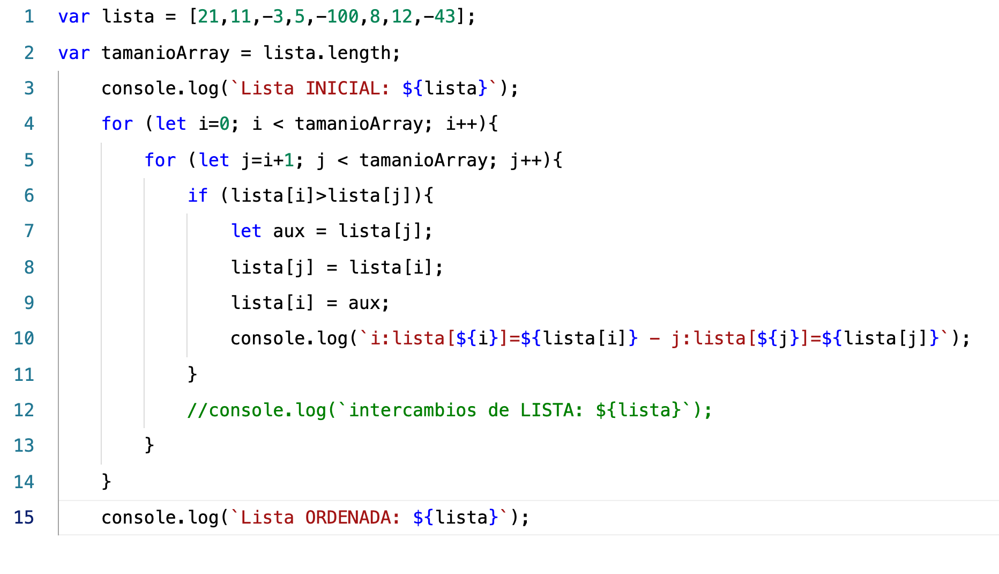 1 var lista = [21,11,-3,5,-100,8,12,-43];
2 var tamanioArray = lista.length;
3     console.log(`Lista INICIAL: ${lista}`);
4     for (let i=0; i < tamanioArray; i++){
5         for (let j=i+1; j < tamanioArray; j++){
6             if (lista[i]>lista[j]){
7                 let aux = lista[j];
8                 lista[j] = lista[i];
9                 lista[i] = aux;
10                 console.log(`i:lista[${i}]=${lista[i]} - j:lista[${j}]=${lista[j]}`);
11             }
12             //console.log(`intercambios de LISTA: ${lista}`);
13         }
14     }
15     console.log(`Lista ORDENADA: ${lista}`);